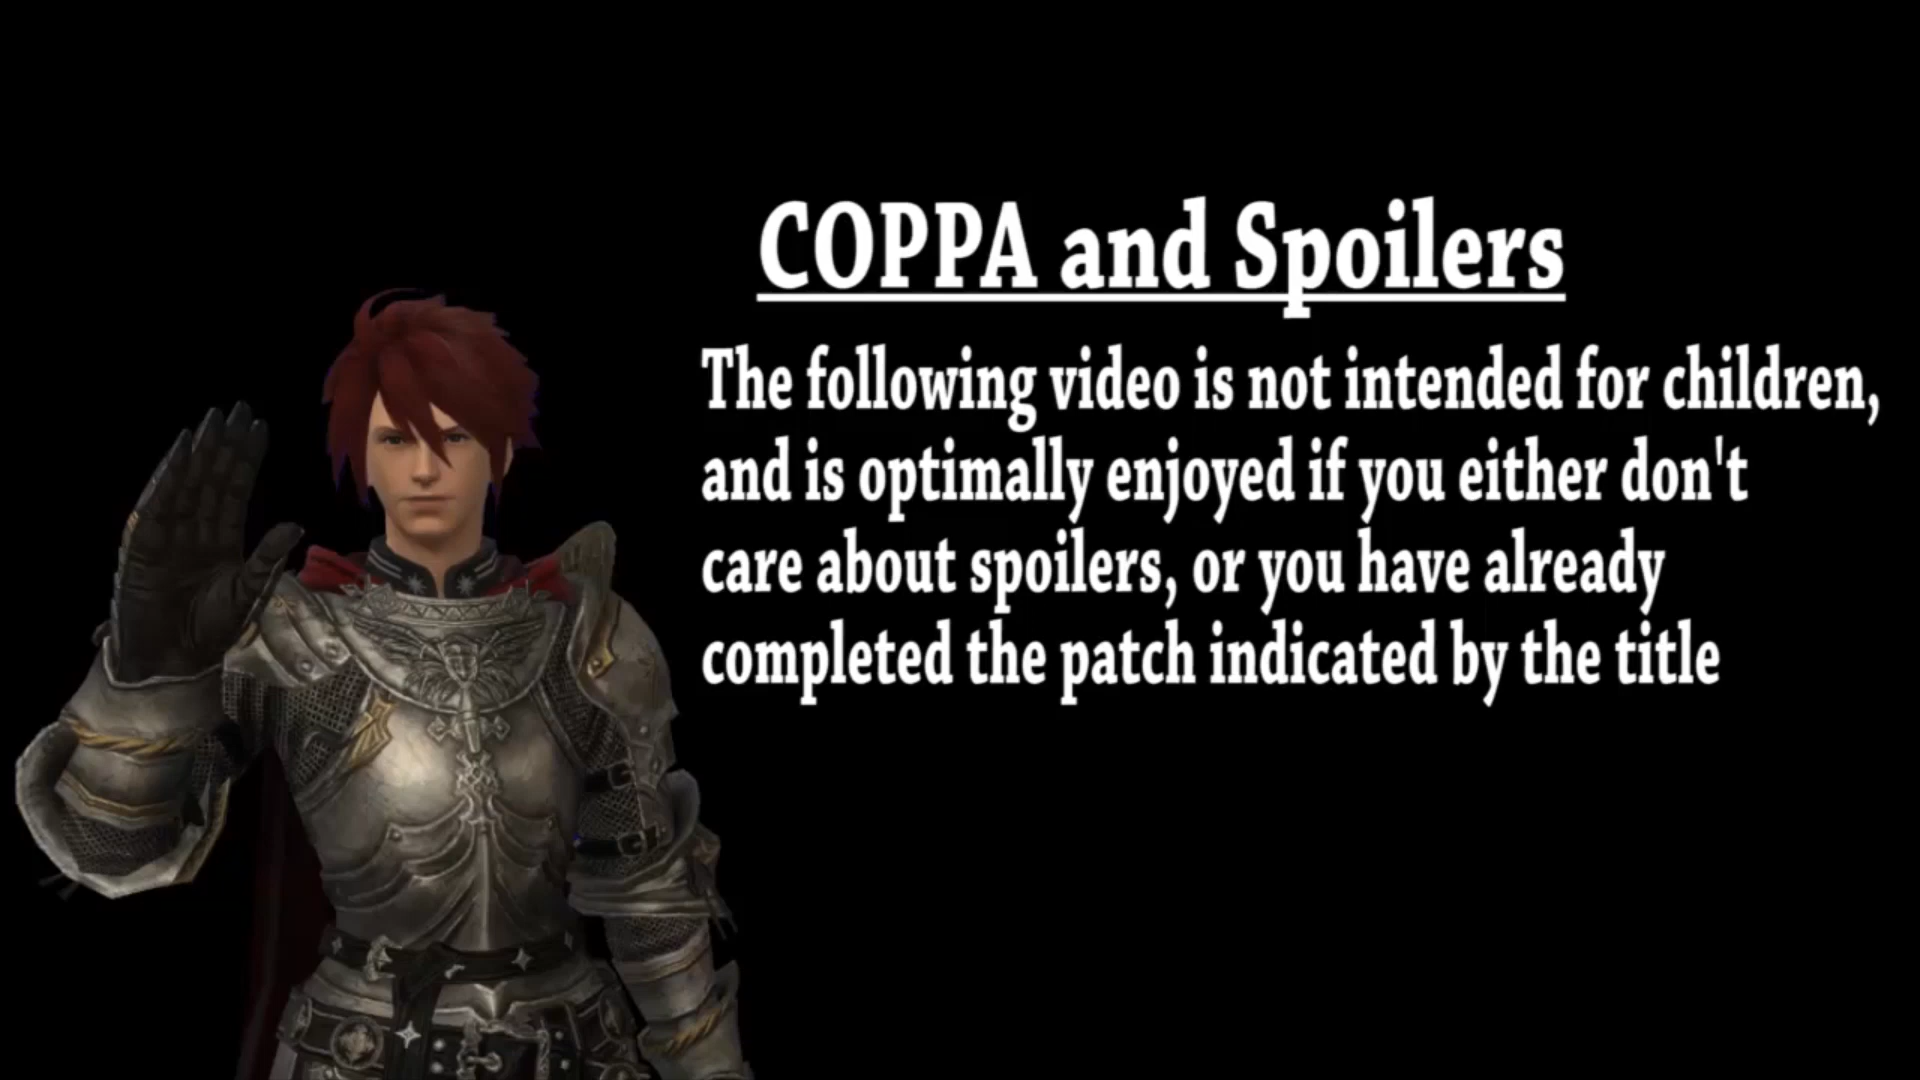 COPPA and Spoilers
The following video is not intended for children,
and is optimally enjoyed if you either don't
care about spoilers, or you have already
completed the patch indicated by the title